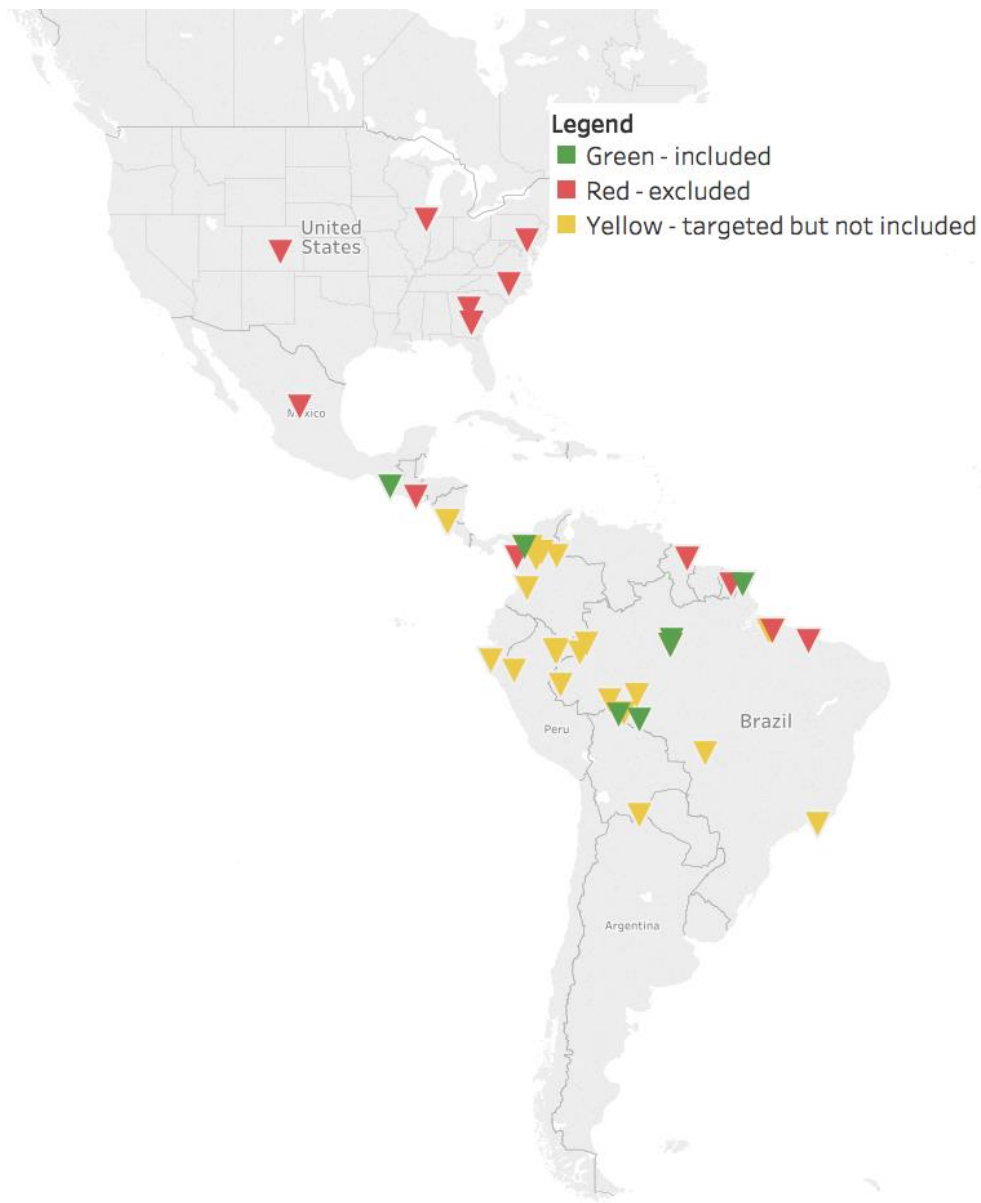 Legend
Green - included
Red - excluded
Yellow - targeted but not included
United
States
Brazil
Peru
Argentina